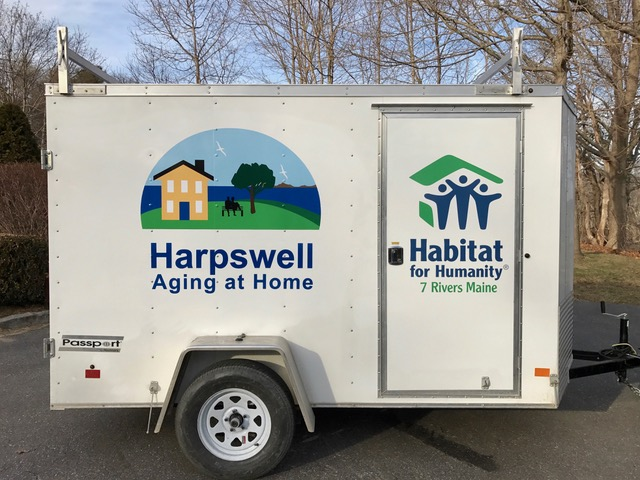 Harpswell
Aging at Home
Habitat
for Humanity®
7 Rivers Maine
Passport